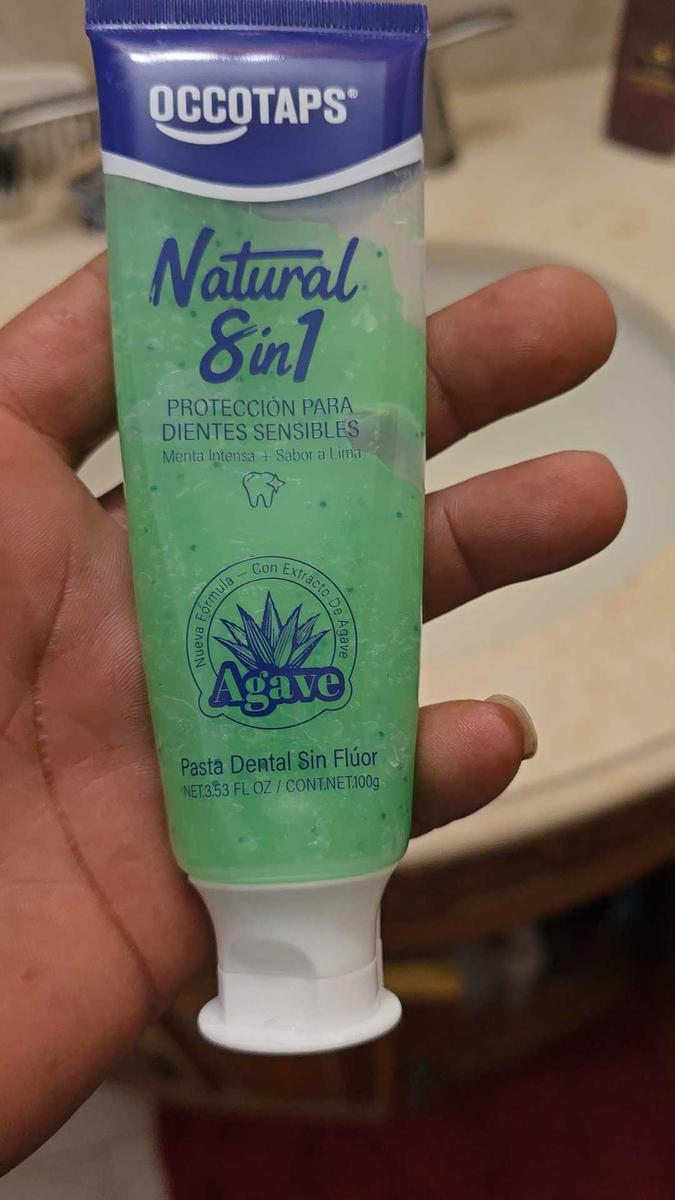 OCCOTAPS®
Natural
8in1
PROTECCIÓN PARA
DIENTES SENSIBLES
Menta Intensa + Sabor a Lima
Nueva Fórmula – Con Extracto De Agave
Agave
Pasta Dental Sin Flúor
NET.3.53 FL OZ / CONT.NET.100g